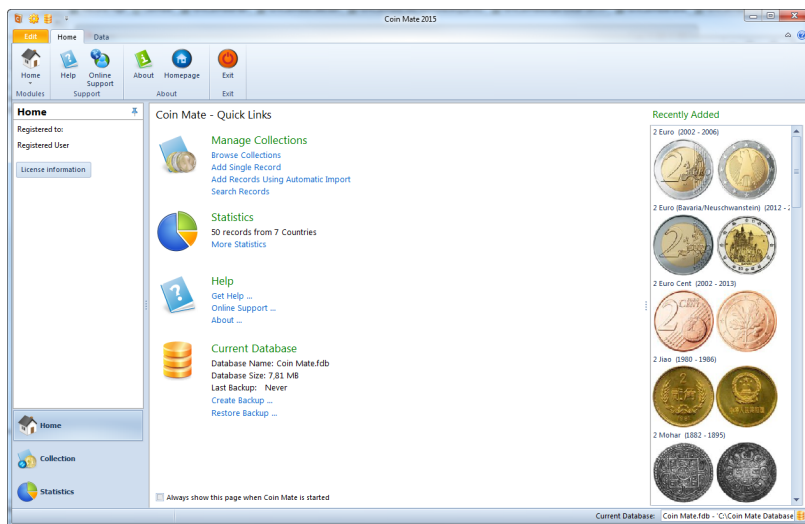 Coin Mate 2015
Edit Home Data
Home Help Online Support About Homepage Exit
Modules Support About Exit
Home
Registered to:
Registered User
License information
Home
Collection
Statistics
Coin Mate - Quick Links
Manage Collections
Browse Collections
Add Single Record
Add Records Using Automatic Import
Search Records
Statistics
50 records from 7 Countries
More Statistics
Help
Get Help ...
Online Support ...
About ...
Current Database
Database Name: Coin Mate.fdb
Database Size: 7,81 MB
Last Backup: Never
Create Backup ...
Restore Backup ...
Always show this page when Coin Mate is started
Recently Added
2 Euro (2002 - 2006)
2 Euro (Bavaria/Neuschwanstein) (2012 - 2
2 Euro Cent (2002 - 2013)
2 Jiao (1980 - 1986)
2 Mohar (1882 - 1895)
Current Database: Coin Mate.fdb - 'C:\Coin Mate Database